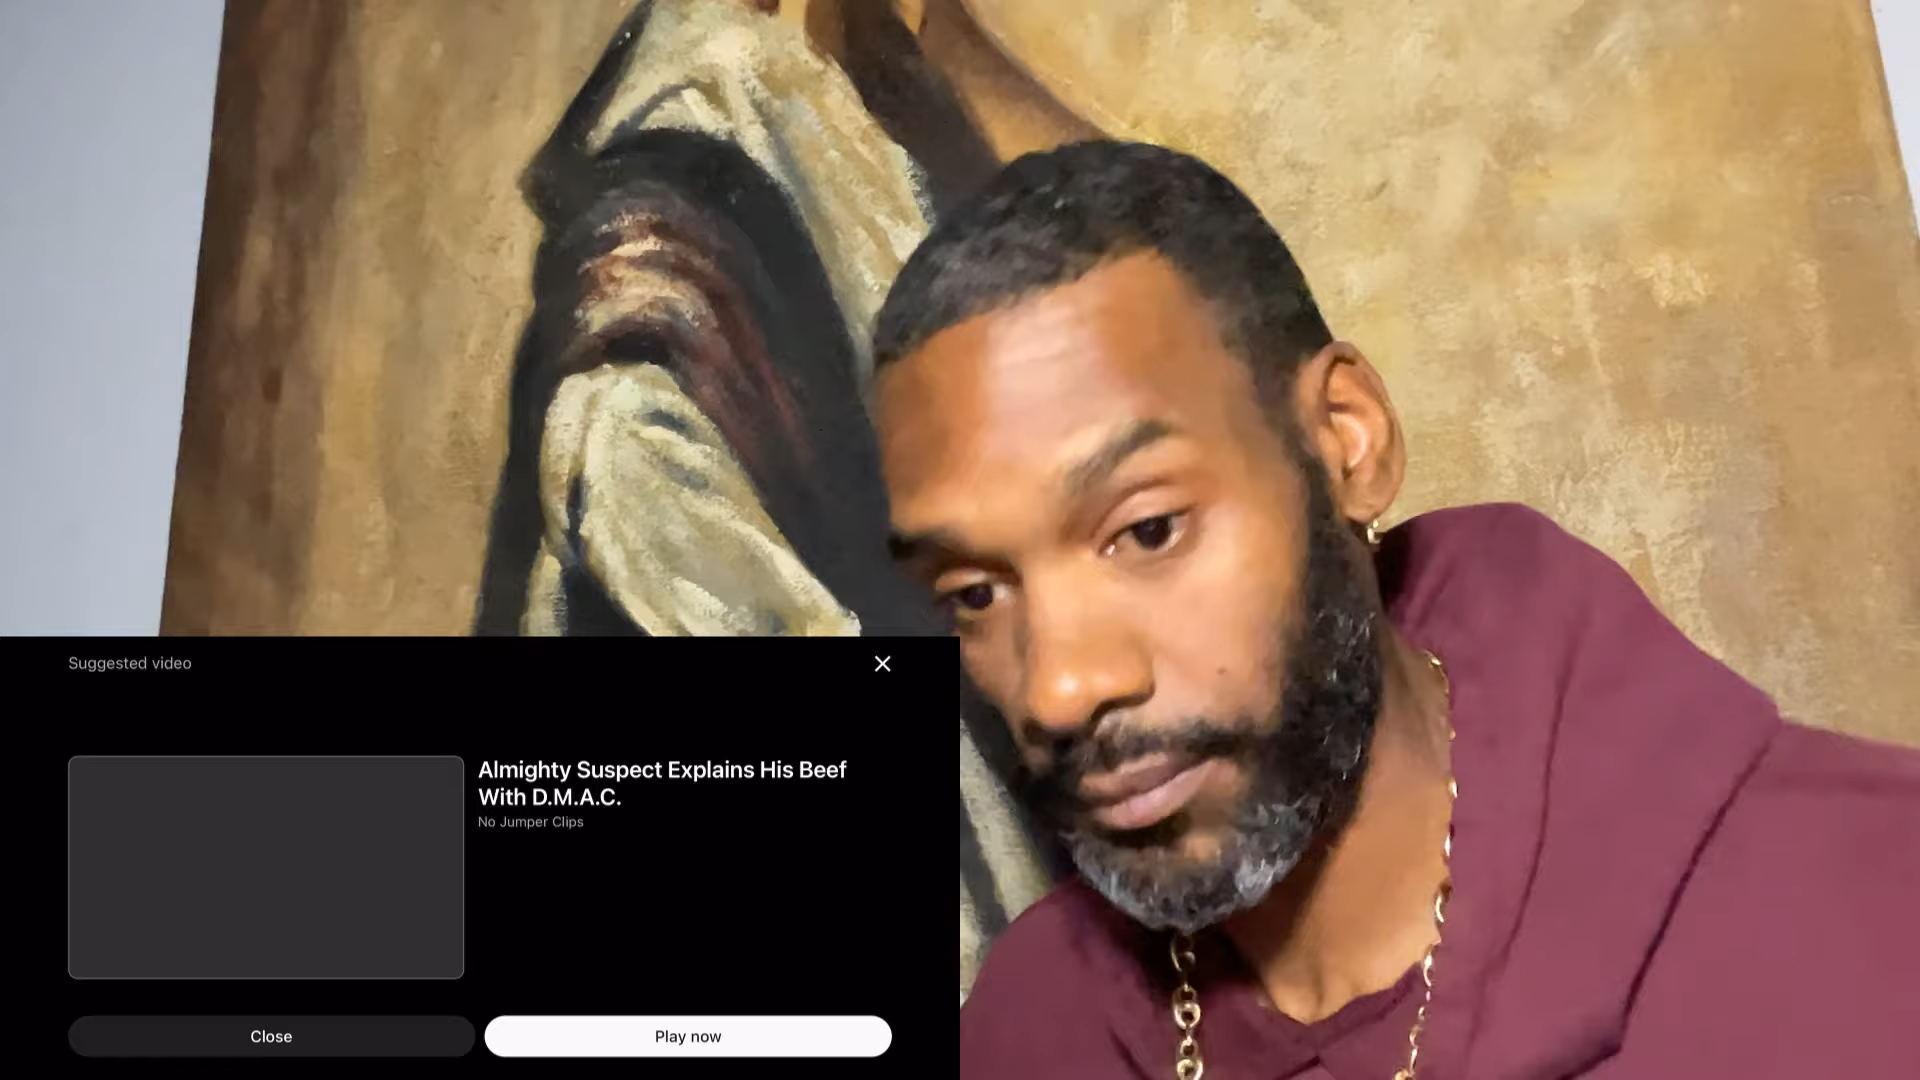 Suggested video
Almighty Suspect Explains His Beef
With D.M.A.C.
No Jumper Clips
Close
Play now